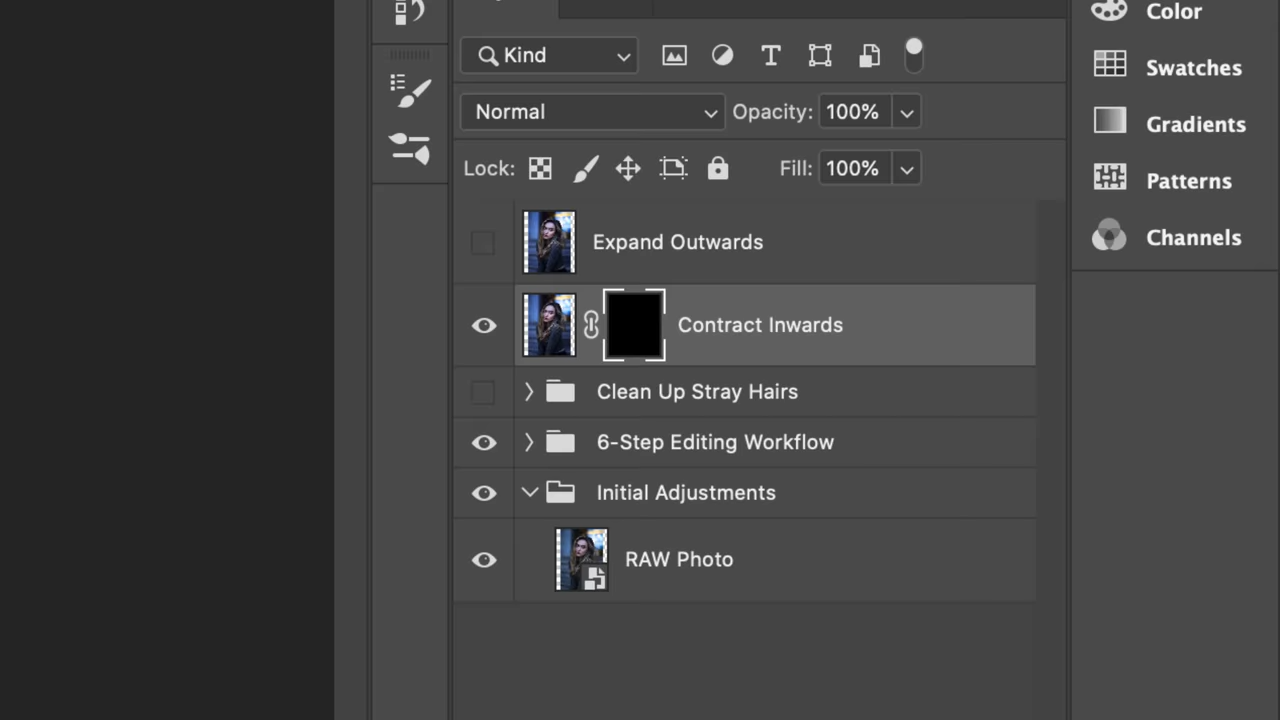 Kind
Normal
Opacity: 100%
Lock:
Fill: 100%
Expand Outwards
Contract Inwards
Clean Up Stray Hairs
6-Step Editing Workflow
Initial Adjustments
RAW Photo
Color
Swatches
Gradients
Patterns
Channels